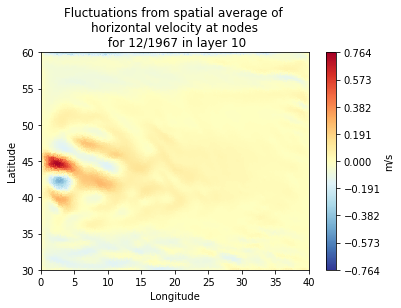 Fluctuations from spatial average of
horizontal velocity at nodes
for 12/1967 in layer 10
60
55
50
45
40
35
30
Latitude
0 5 10 15 20 25 30 35 40
Longitude
0.764
0.573
0.382
0.191
0.000
−0.191
−0.382
−0.573
−0.764
m/s